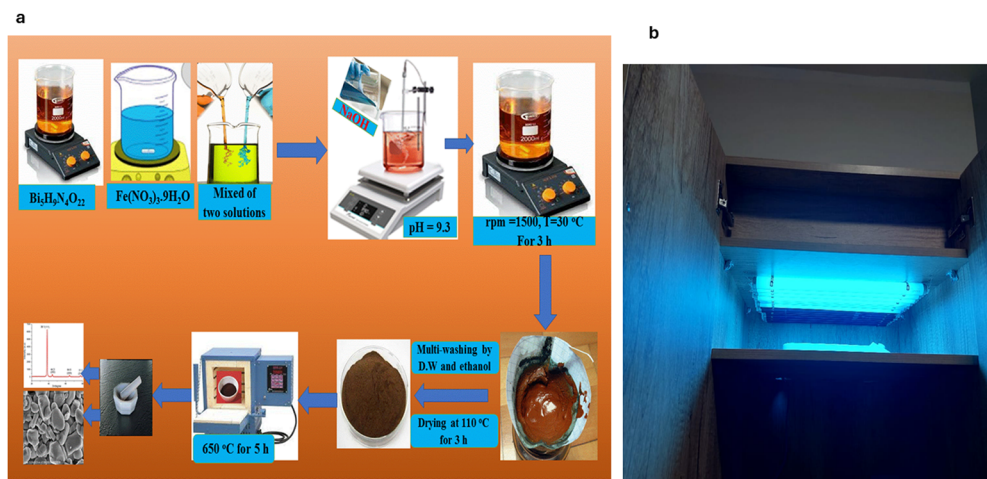 a
b
Bi₅H₉N₄O₂₂
Fe(NO₃)₃.9H₂O
Mixed of
two solutions
NaOH
pH = 9.3
2000ml
rpm =1500, T=30 °C
For 3 h
Multi-washing by
D.W and ethanol
Drying at 110 °C
for 3 h
650 °C for 5 h